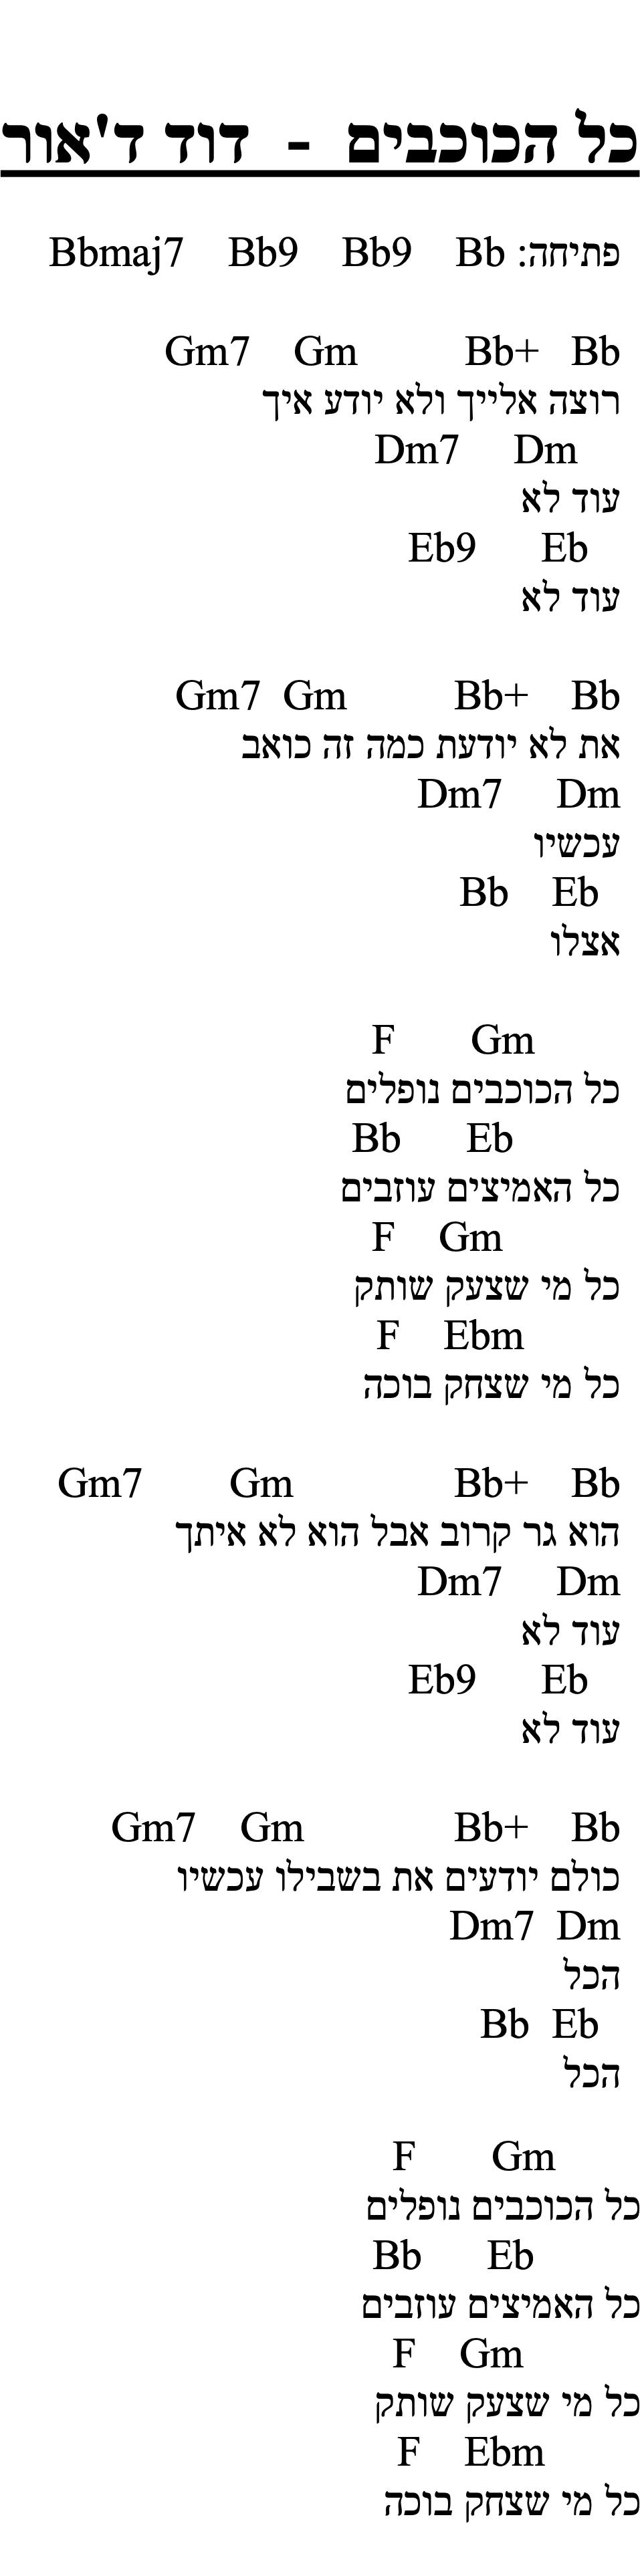 כל הכוכבים - דוד ד'אור
פתיחה: Bb Bb9 Bb9 Bbmaj7
Bb Bb+ Gm Gm7
רוצה אלייך ולא יודע איך
Dm Dm7
עוד לא
Eb Eb9
עוד לא
Bb Bb+ Gm Gm7
את לא יודעת כמה זה כואב
Dm Dm7
עכשיו
Eb Bb
אצלו
Gm F
כל הכוכבים נופלים
Eb Bb
כל האמיצים עוזבים
Gm F
כל מי שצעק שותק
Ebm F
כל מי שצחק בוכה
Bb Bb+ Gm Gm7
הוא גר קרוב אבל הוא לא איתך
Dm Dm7
עוד לא
Eb Eb9
עוד לא
Bb Bb+ Gm Gm7
כולם יודעים את בשבילו עכשיו
Dm Dm7
הכל
Eb Bb
הכל
Gm F
כל הכוכבים נופלים
Eb Bb
כל האמיצים עוזבים
Gm F
כל מי שצעק שותק
Ebm F
כל מי שצחק בוכה